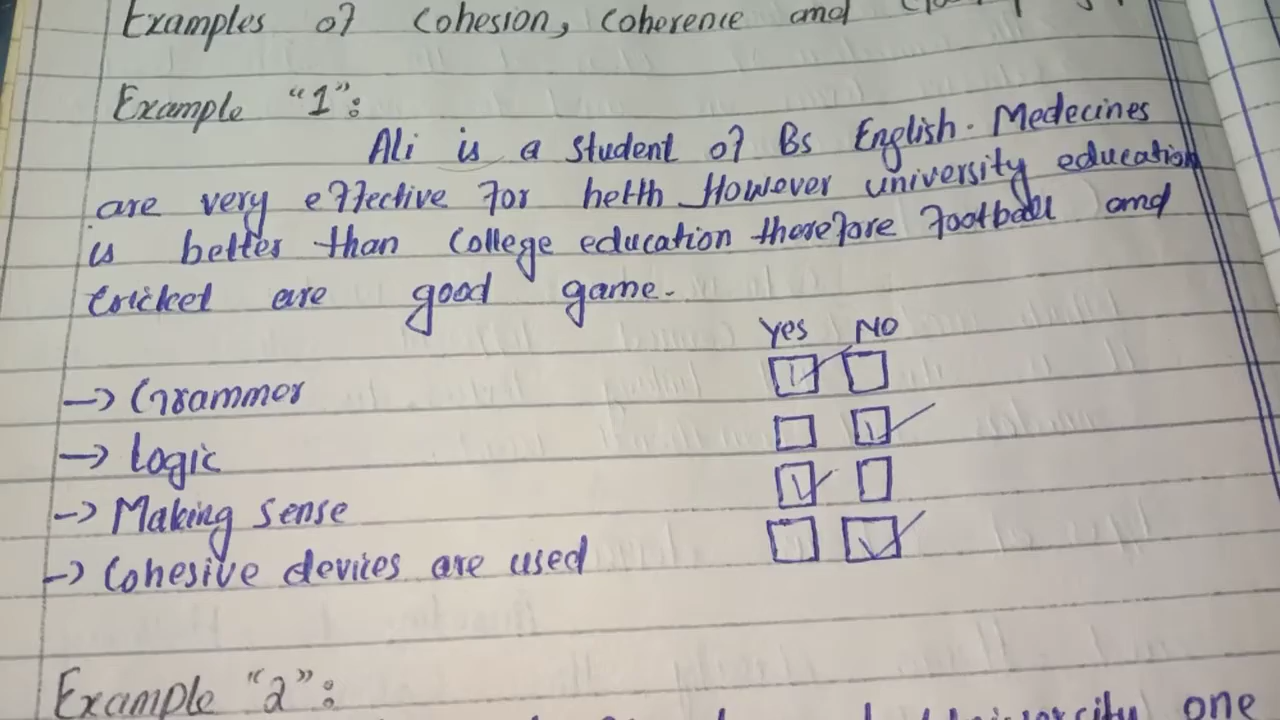 Examples of Cohesion, Coherence and
Example "1":
Ali is a student of Bs English. Medecines
are very effective for helth However university education
is better than College education therefore football and
Cricket are good game.
Yes NO
→ Grammer
→ Logic
→ Making sense
→ Cohesive devices are used
Example "2":
one